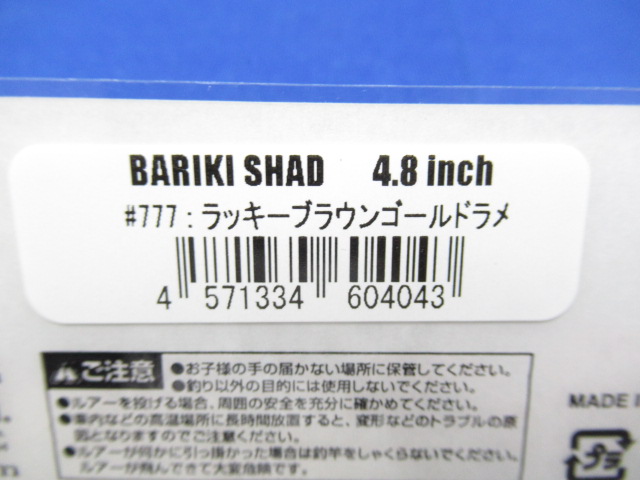 BARIKI SHAD 4.8 inch
#777:ラッキーブラウンゴールドラメ
4 571334 604043
ご注意
●お子様の手の届かない場所に保管してください。
●釣り以外の目的には使用しないでください。
●ルアーを投げる場合、周囲の安全を充分に確かめてください。
●車内などの高温場所に長時間放置すると、変形などのトラブルの原
因となりますのでご注意ください。
●ルアーが何かに引っ掛かった場合は釣竿をしゃくらないでください。
ルアーが飛んできて大変危険です。
MADE I
プラ